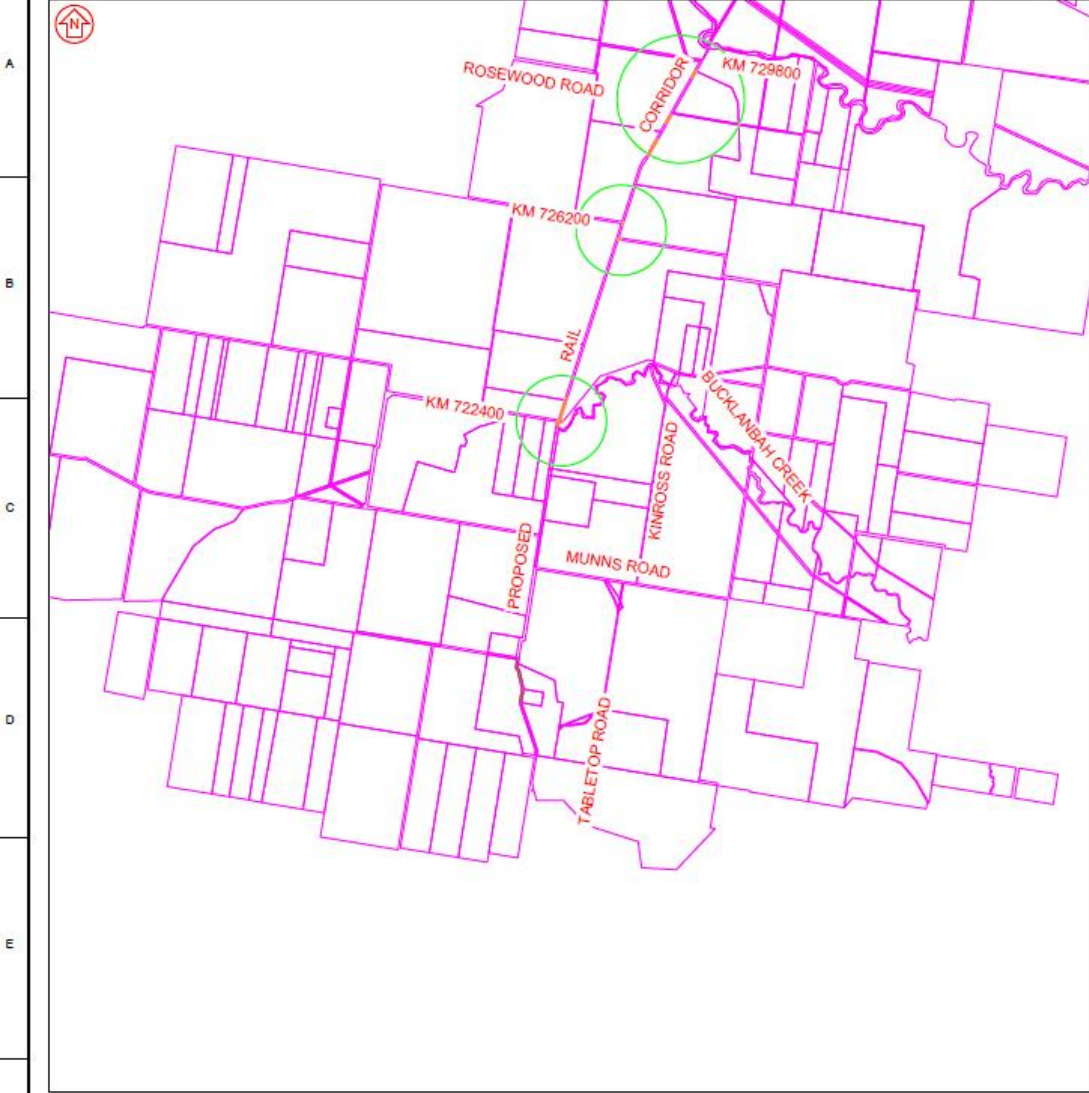 N
A
ROSEWOOD ROAD
CORRIDOR
KM 729800
KM 726200
B
RAIL
KM 722400
BUCKLANBAH CREEK
C
KINROSS ROAD
PROPOSED
MUNNS ROAD
D
TABLETOP ROAD
E